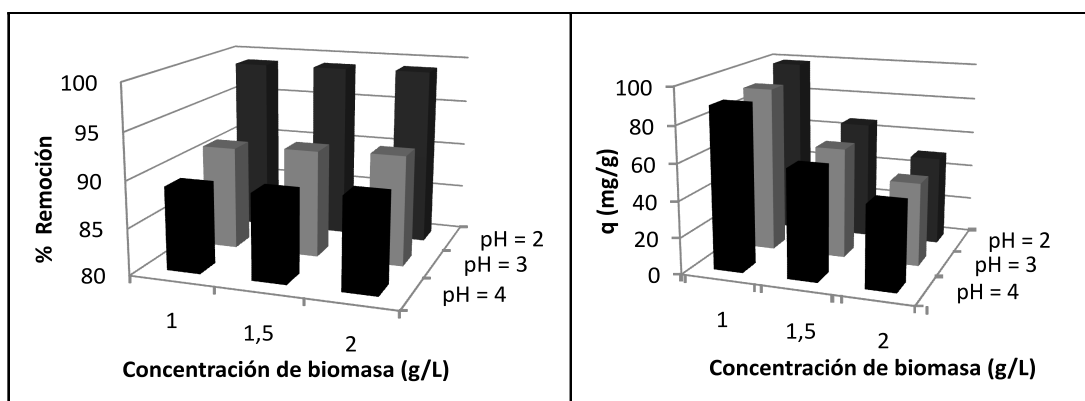 % Remoción
100
95
90
85
80
1
1,5
2
pH = 2
pH = 3
pH = 4
Concentración de biomasa (g/L)
q (mg/g)
100
80
60
40
20
0
1
1,5
2
pH = 2
pH = 3
pH = 4
Concentración de biomasa (g/L)